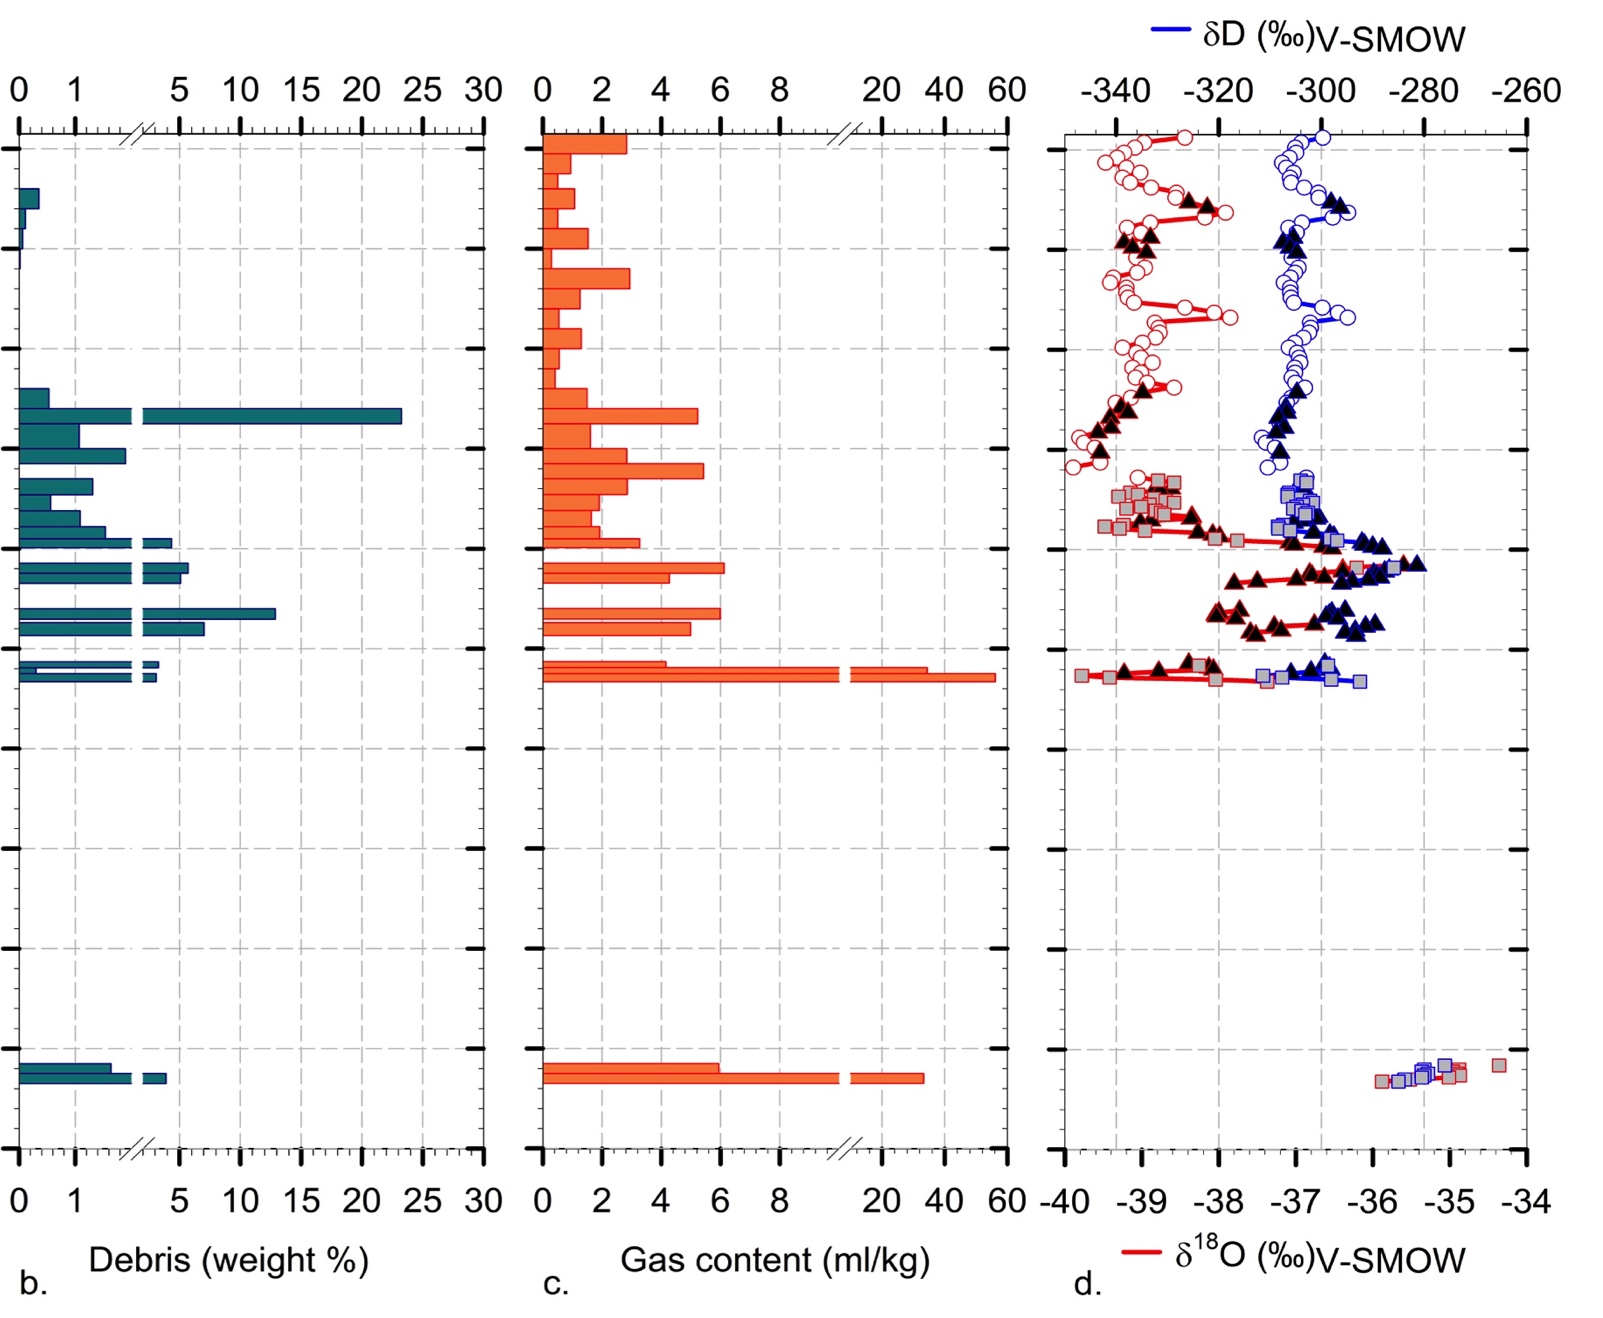 δD (‰)V-SMOW
0 1 5 10 15 20 25 30 0 2 4 6 8 20 40 60 -340 -320 -300 -280 -260
0 1 5 10 15 20 25 30 0 2 4 6 8 20 40 60 -40 -39 -38 -37 -36 -35 -34
Debris (weight %) Gas content (ml/kg) δ¹⁸O (‰)V-SMOW
b. c. d.